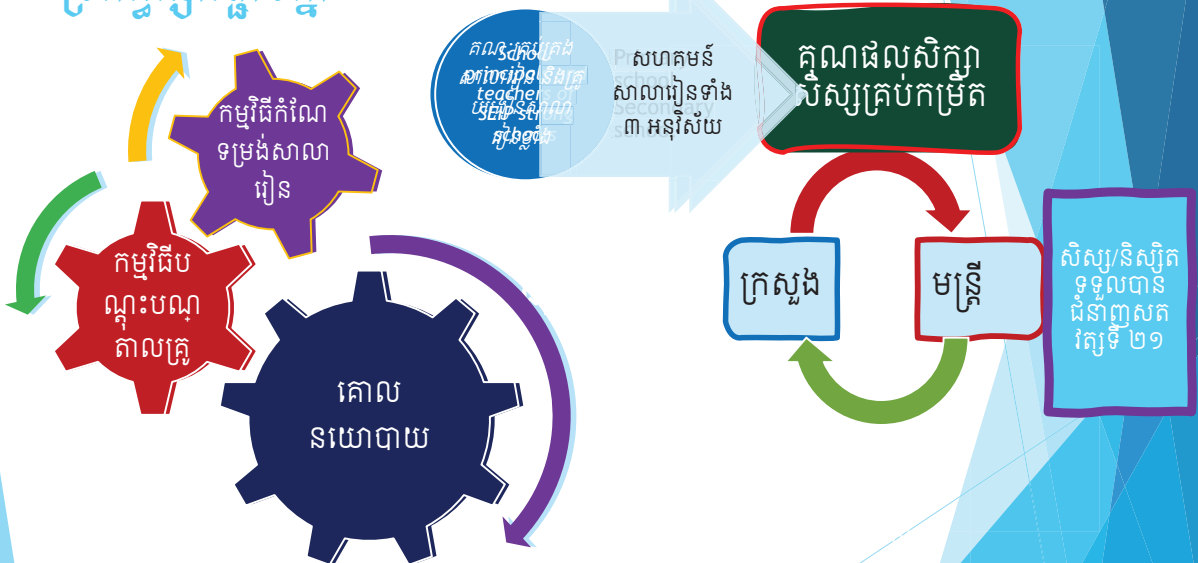 កម្មវិធីកំណែ
ទម្រង់សាលា
រៀន
កម្មវិធីប
ណ្តុះបណ្
តាលគ្រូ
គោល
នយោបាយ
សហគមន៍
សាលារៀនទាំង
៣ អនុវិស័យ
គុណផលសិក្សា
សិស្សគ្រប់កម្រិត
ក្រសួង
មន្ត្រី
សិស្ស/និស្សិត
ទទួលបាន
ជំនាញសត
វត្សទី ២១